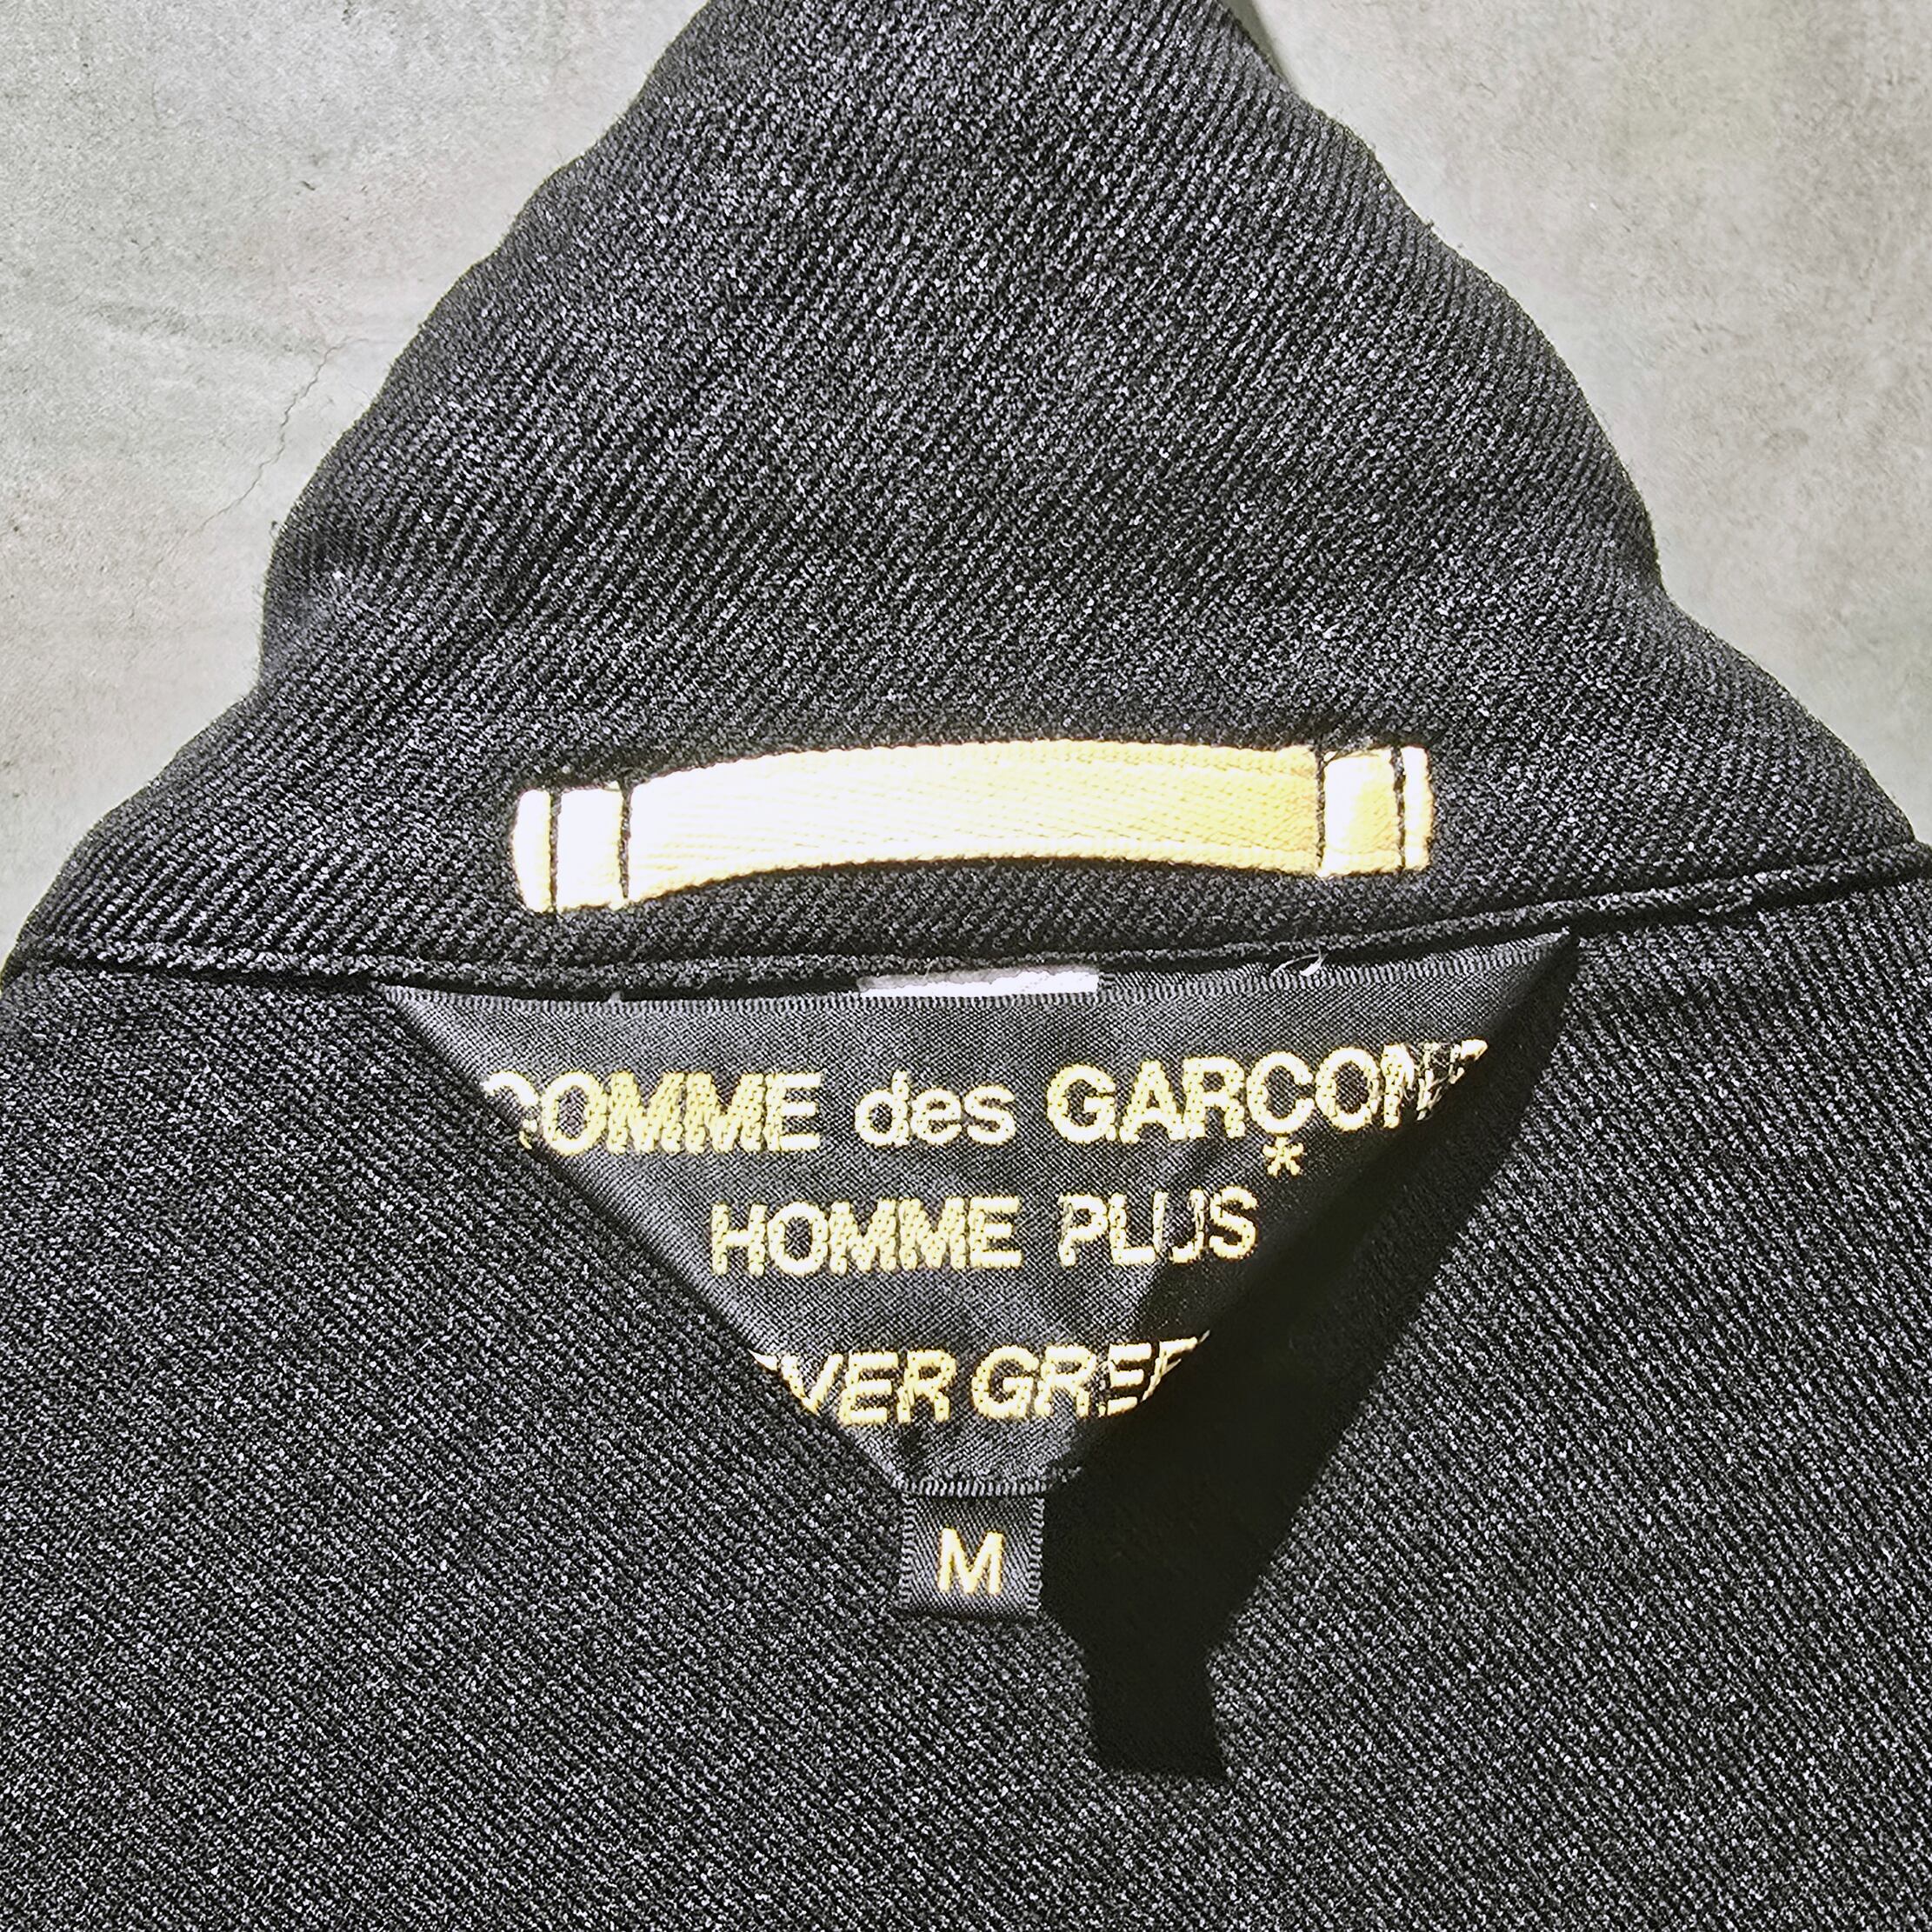 COMME des GARÇONS
*
HOMME PLUS
EVER GREEN
M